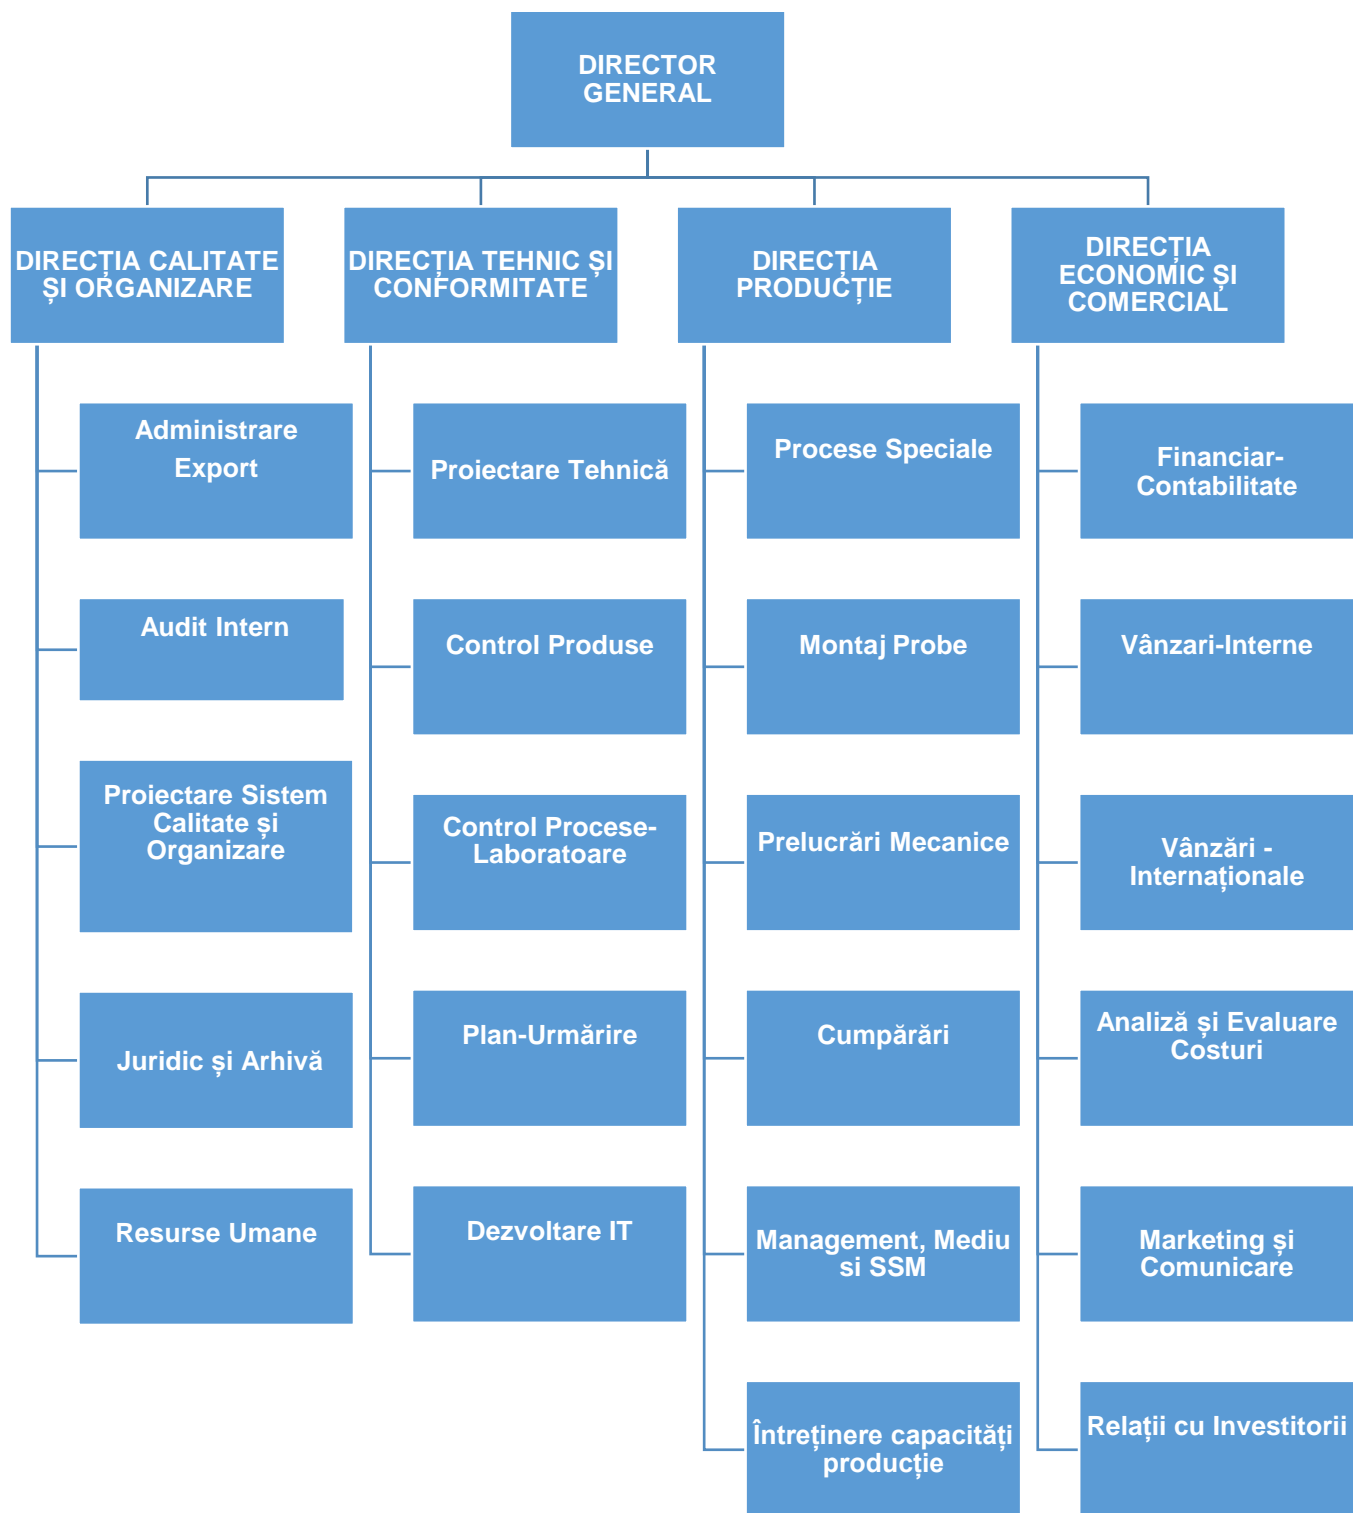 DIRECTOR
GENERAL
DIRECȚIA CALITATE
ȘI ORGANIZARE
Administrare
Export
Audit Intern
Proiectare Sistem
Calitate și
Organizare
Juridic și Arhivă
Resurse Umane
DIRECȚIA TEHNIC ȘI
CONFORMITATE
Proiectare Tehnică
Control Produse
Control Procese-
Laboratoare
Plan-Urmărire
Dezvoltare IT
DIRECȚIA
PRODUCȚIE
Procese Speciale
Montaj Probe
Prelucrări Mecanice
Cumpărări
Management, Mediu
si SSM
Întreținere capacități
producție
DIRECȚIA
ECONOMIC ȘI
COMERCIAL
Financiar-
Contabilitate
Vânzari-Interne
Vânzări -
Internaționale
Analiză și Evaluare
Costuri
Marketing și
Comunicare
Relații cu Investitorii